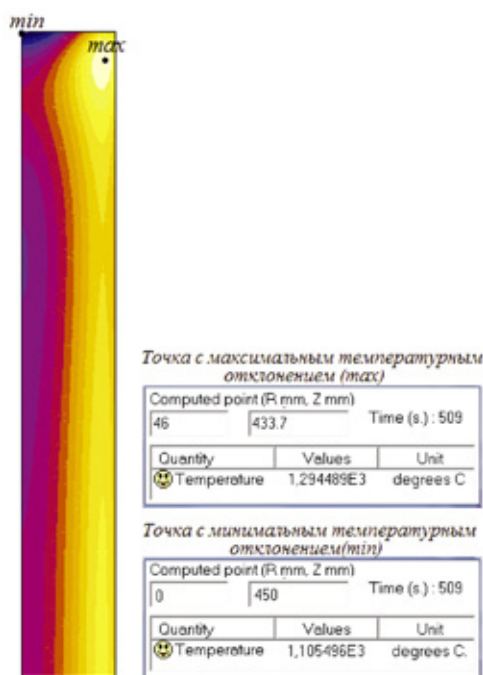 min
max
Точка с максимальным температурным
отклонением (max)
Computed point (R mm, Z mm)
46 433.7 Time (s.) : 509
Quantity Values Unit
Temperature 1,294489E3 degrees C
Точка с минимальным температурным
отклонением(min)
Computed point (R mm, Z mm)
0 450 Time (s.) : 509
Quantity Values Unit
Temperature 1,105496E3 degrees C.